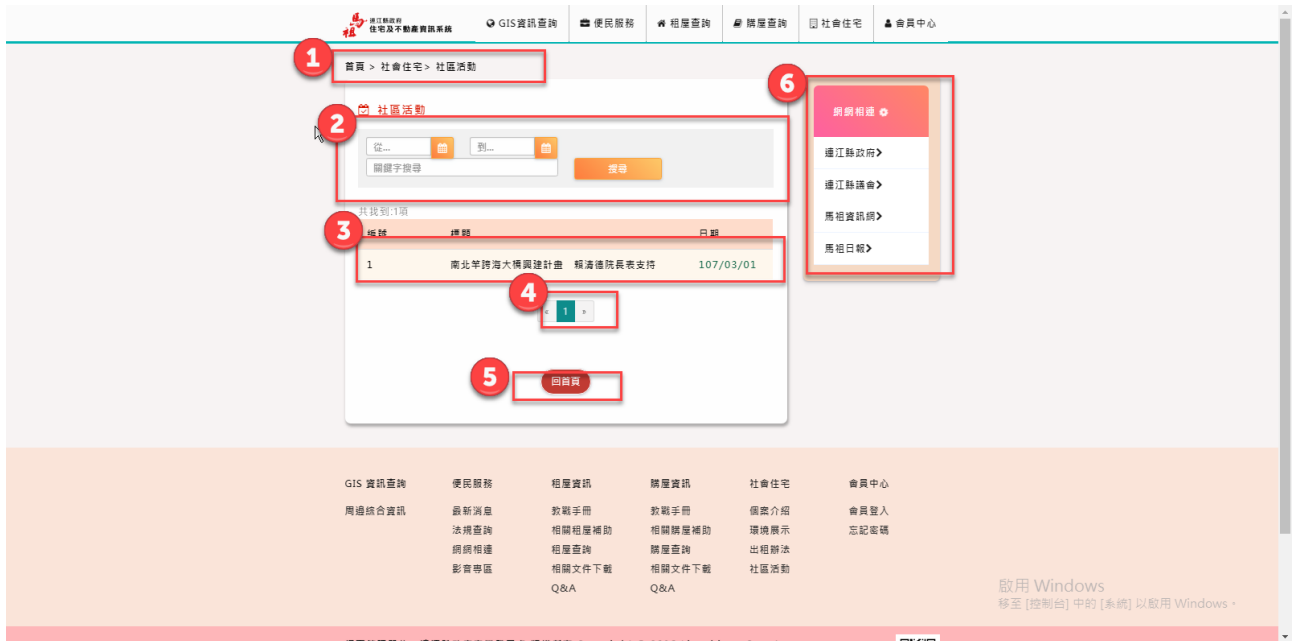 馬祖 連江縣政府
住宅及不動產資訊系統
GIS資訊查詢 便民服務 租屋查詢 購屋查詢 社會住宅 會員中心
1
首頁 > 社會住宅> 社區活動
6
社區活動
網網相連
2
從... 到...
關鍵字搜尋 搜尋
連江縣政府
連江縣議會
馬祖資訊網
馬祖日報
共找到:1項
3
編號 標題 日期
1 南北竿跨海大橋興建計畫 賴清德院長表支持 107/03/01
4
« 1 »
5
回首頁
GIS 資訊查詢 便民服務 租屋資訊 購屋資訊 社會住宅 會員中心
周邊綜合資訊 最新消息 教戰手冊 教戰手冊 個案介紹 會員登入
法規查詢 相關租屋補助 相關購屋補助 環境展示 忘記密碼
網網相連 租屋查詢 購屋查詢 出租辦法
影音專區 相關文件下載 相關文件下載 社區活動
Q&A Q&A
啟用 Windows
移至 [控制台] 中的 [系統] 以啟用 Windows。